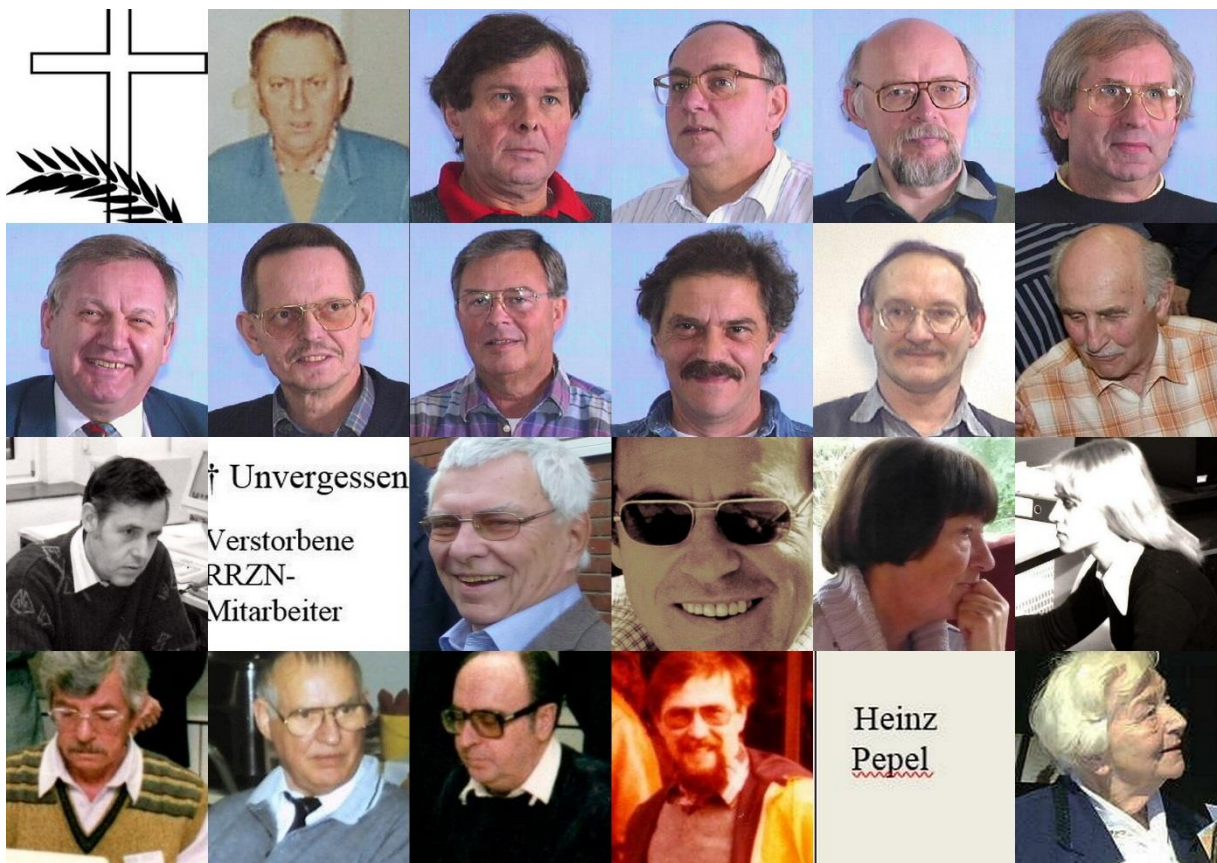 † Unvergessen
Verstorbene
RRZN-
Mitarbeiter
Heinz
Pepel